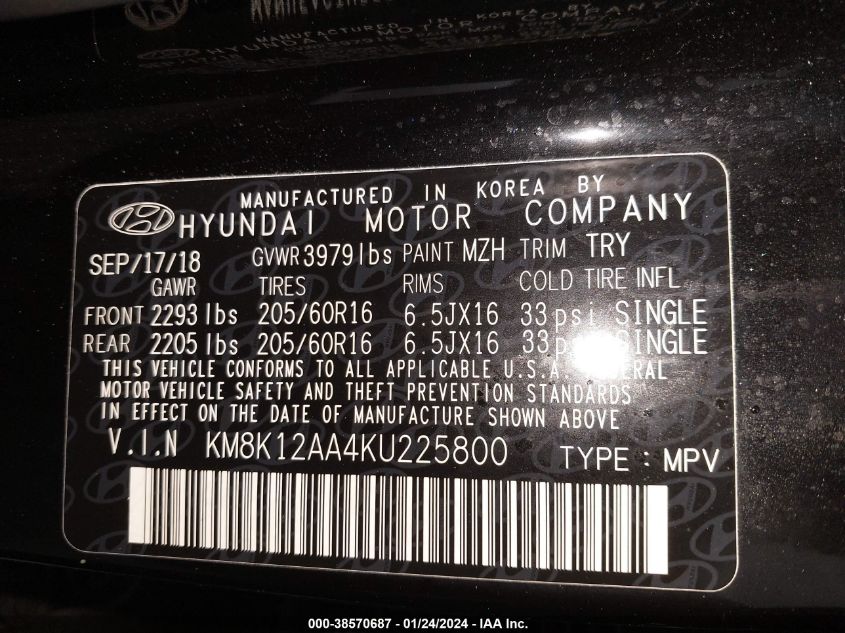 MANUFACTURED IN KOREA BY
HYUNDAI MOTOR COMPANY
SEP/17/18 GVWR 3979 lbs PAINT MZH TRIM TRY
GAWR TIRES RIMS COLD TIRE INFL
FRONT 2293 lbs 205/60R16 6.5JX16 33 psi SINGLE
REAR 2205 lbs 205/60R16 6.5JX16 33 psi SINGLE
THIS VEHICLE CONFORMS TO ALL APPLICABLE U.S.A FEDERAL
MOTOR VEHICLE SAFETY AND THEFT PREVENTION STANDARDS
IN EFFECT ON THE DATE OF MANUFACTURE SHOWN ABOVE
V.I.N KM8K12AA4KU225800 TYPE : MPV
000-38570687 - 01/24/2024 - IAA Inc.